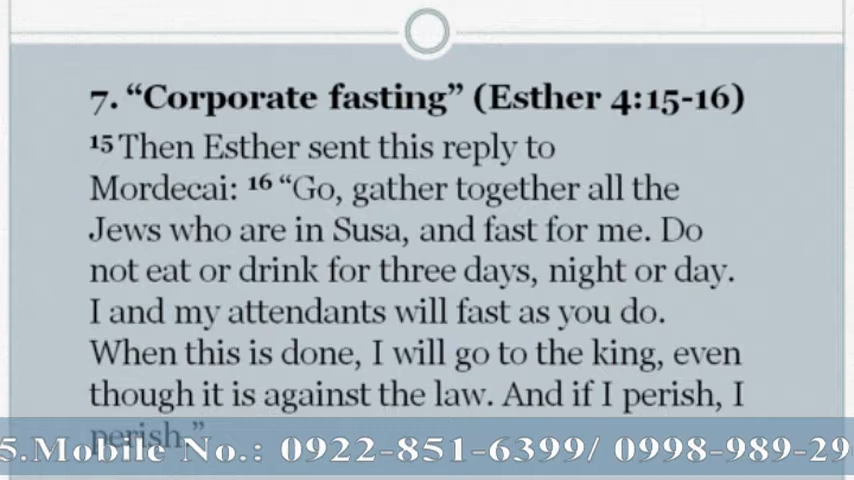 7. “Corporate fasting” (Esther 4:15-16)
15 Then Esther sent this reply to
Mordecai: 16 “Go, gather together all the
Jews who are in Susa, and fast for me. Do
not eat or drink for three days, night or day.
I and my attendants will fast as you do.
When this is done, I will go to the king, even
though it is against the law. And if I perish, I
perish.”
5.Mobile No.: 0922-851-6399/ 0998-989-29